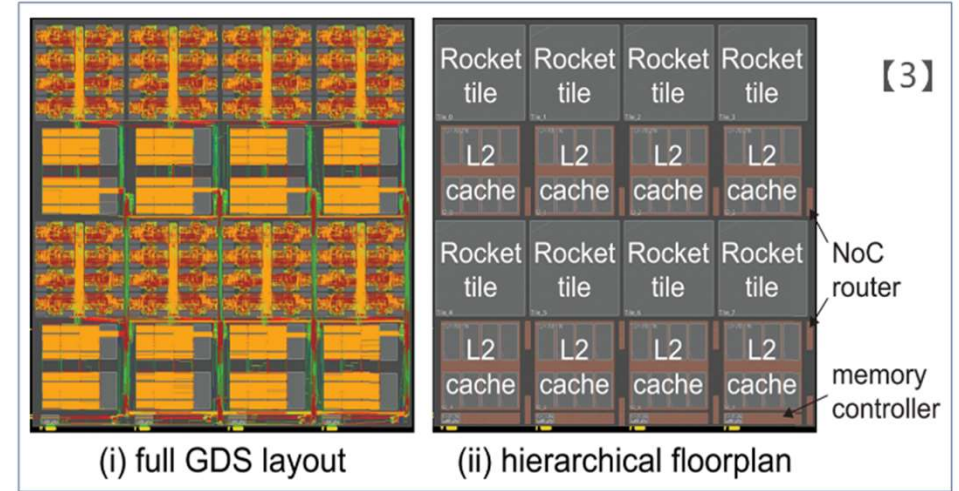 Rocket Rocket Rocket Rocket
tile tile tile tile
【3】
L2 L2 L2 L2
cache cache cache cache
Rocket Rocket Rocket Rocket
tile tile tile tile
NoC
router
L2 L2 L2 L2
cache cache cache cache
memory
controller
(i) full GDS layout
(ii) hierarchical floorplan